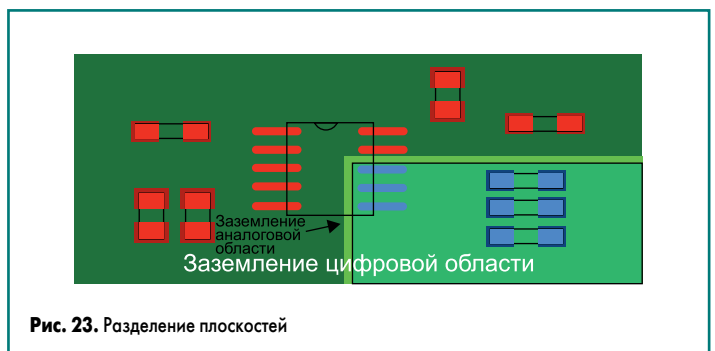 Заземление
аналоговой
области
Заземление цифровой области
Рис. 23. Разделение плоскостей